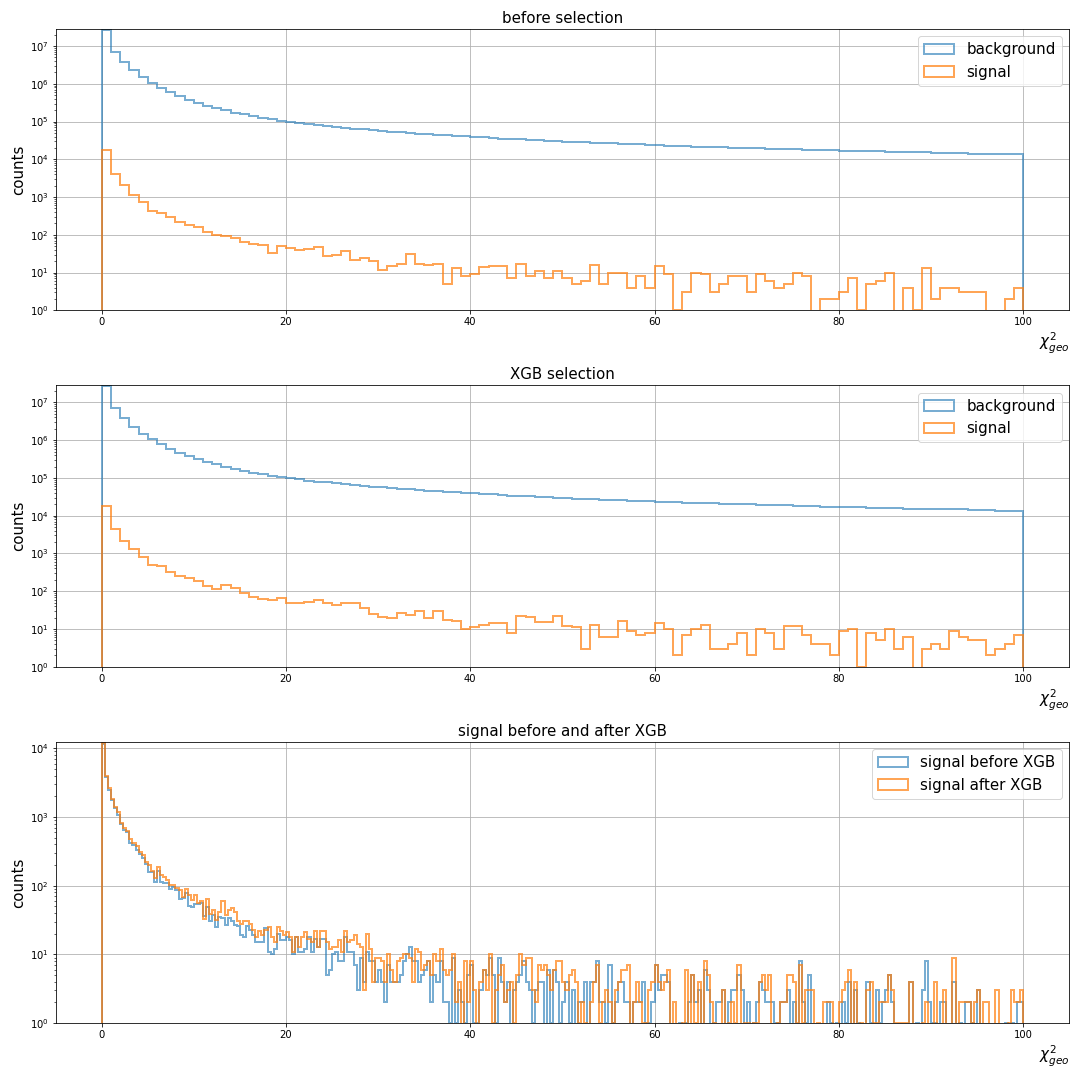 before selection
counts
10⁷
10⁶
10⁵
10⁴
10³
10²
10¹
10⁰
background
signal
0 20 40 60 80 100
χ²geo
XGB selection
counts
10⁷
10⁶
10⁵
10⁴
10³
10²
10¹
10⁰
background
signal
0 20 40 60 80 100
χ²geo
signal before and after XGB
counts
10⁴
10³
10²
10¹
10⁰
signal before XGB
signal after XGB
0 20 40 60 80 100
χ²geo